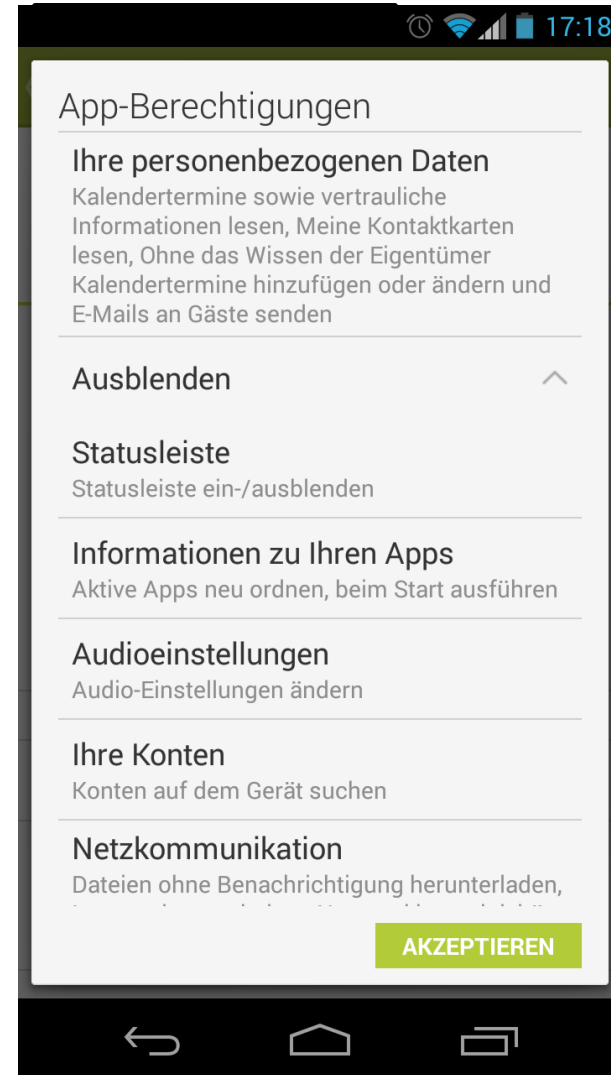 17:18
App-Berechtigungen
Ihre personenbezogenen Daten
Kalendertermine sowie vertrauliche
Informationen lesen, Meine Kontaktkarten
lesen, Ohne das Wissen der Eigentümer
Kalendertermine hinzufügen oder ändern und
E-Mails an Gäste senden
Ausblenden
Statusleiste
Statusleiste ein-/ausblenden
Informationen zu Ihren Apps
Aktive Apps neu ordnen, beim Start ausführen
Audioeinstellungen
Audio-Einstellungen ändern
Ihre Konten
Konten auf dem Gerät suchen
Netzkommunikation
Dateien ohne Benachrichtigung herunterladen,
AKZEPTIEREN